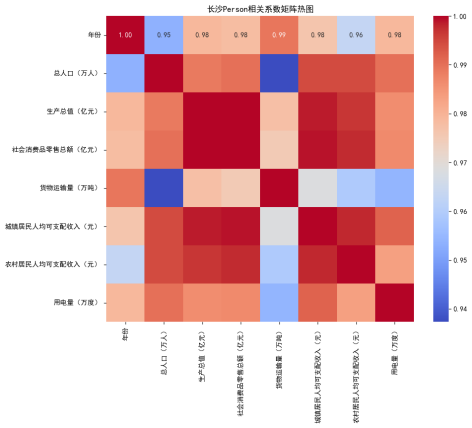 长沙Person相关系数矩阵热图
年份
1.00 0.95 0.98 0.98 0.99 0.98 0.96 0.98
总人口（万人）
生产总值（亿元）
社会消费品零售总额（亿元）
货物运输量（万吨）
城镇居民人均可支配收入（元）
农村居民人均可支配收入（元）
用电量（万度）
年份
总人口（万人）
生产总值（亿元）
社会消费品零售总额（亿元）
货物运输量（万吨）
城镇居民人均可支配收入（元）
农村居民人均可支配收入（元）
用电量（万度）
1.00
0.99
0.98
0.97
0.96
0.95
0.94